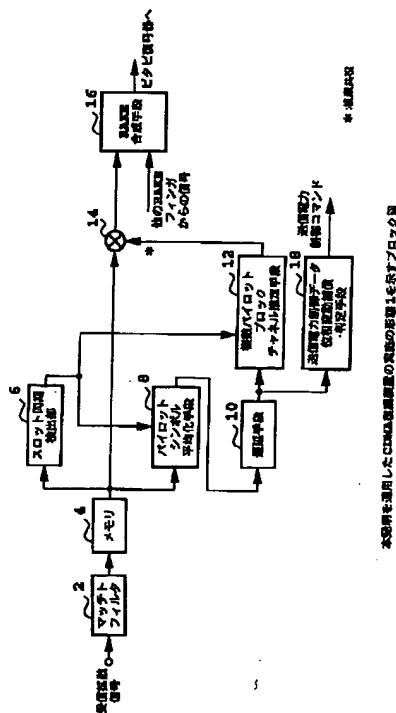 受信拡散
信号
2
マッチト
フィルタ
4
メモリ
6
スロット同期
検出部
8
パイロット
シンボル
平均化手段
10
遅延手段
12
複数パイロット
ブロック
チャネル推定手段
14
*
他のRAKE
フィンガ
からの信号
16
RAKE
合成手段
ビタビ復号器へ
18
送信電力制御データ
位相変動補償
・判定手段
送信電力
制御コマンド
* 複素共役
本発明を適用したCDMA復調装置の実施の形態1を示すブロック図